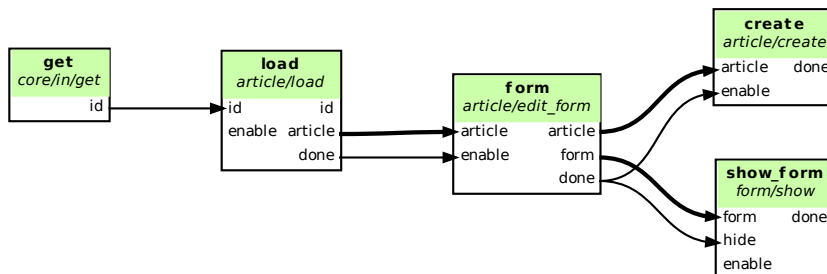 get
core/in/get
id
load
article/load
id id
enable article
done
form
article/edit_form
article article
enable form
done
create
article/create
article done
enable
show_form
form/show
form done
hide
enable